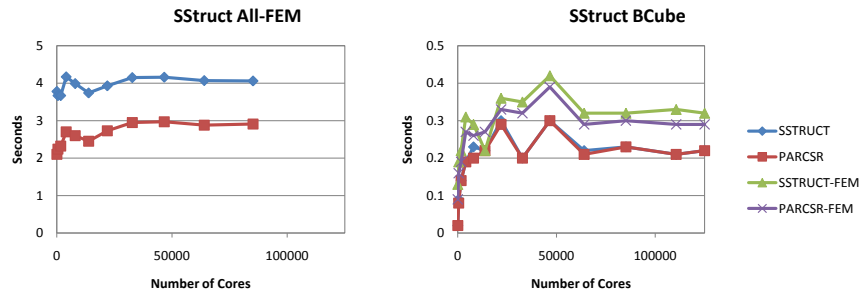 SStruct All-FEM
5
4
3
2
1
0
Seconds
0
50000
100000
Number of Cores
SStruct BCube
0.5
0.4
0.3
0.2
0.1
0
Seconds
0
50000
100000
Number of Cores
SSTRUCT
PARCSR
SSTRUCT-FEM
PARCSR-FEM